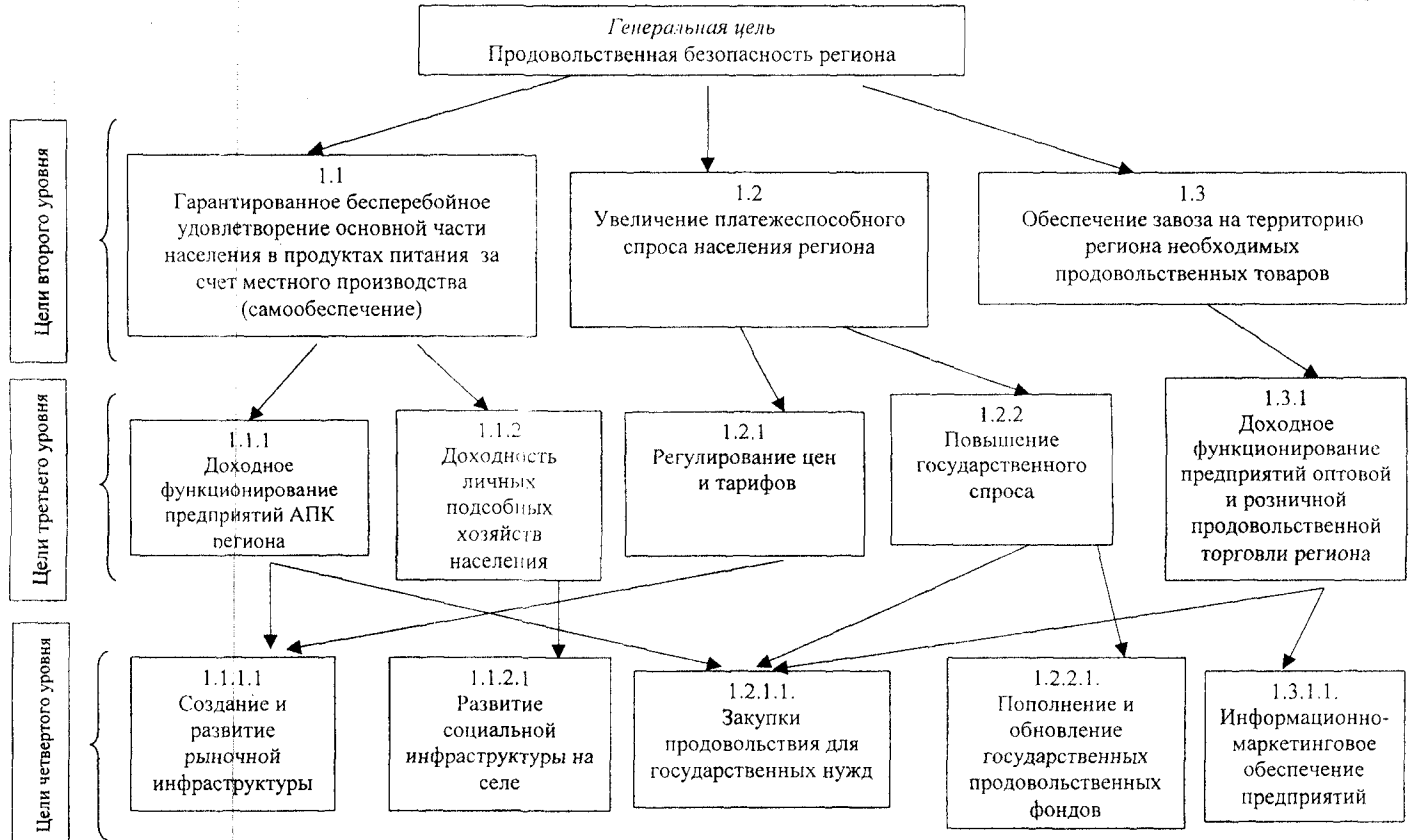 Генеральная цель
Продовольственная безопасность региона
Цели второго уровня
1.1
Гарантированное бесперебойное
удовлетворение основной части
населения в продуктах питания за
счет местного производства
(самообеспечение)
1.2
Увеличение платежеспособного
спроса населения региона
1.3
Обеспечение завоза на территорию
региона необходимых
продовольственных товаров
Цели третьего уровня
1.1.1
Доходное
функционирование
предприятий АПК
региона
1.1.2
Доходность
личных
подсобных
хозяйств
населения
1.2.1
Регулирование цен
и тарифов
1.2.2
Повышение
государственного
спроса
1.3.1
Доходное
функционирование
предприятий оптовой
и розничной
продовольственной
торговли региона
Цели четвертого уровня
1.1.1.1
Создание и
развитие
рыночной
инфраструктуры
1.1.2.1
Развитие
социальной
инфраструктуры на
селе
1.2.1.1.
Закупки
продовольствия для
государственных нужд
1.2.2.1.
Пополнение и
обновление
государственных
продовольственных
фондов
1.3.1.1.
Информационно-
маркетинговое
обеспечение
предприятий